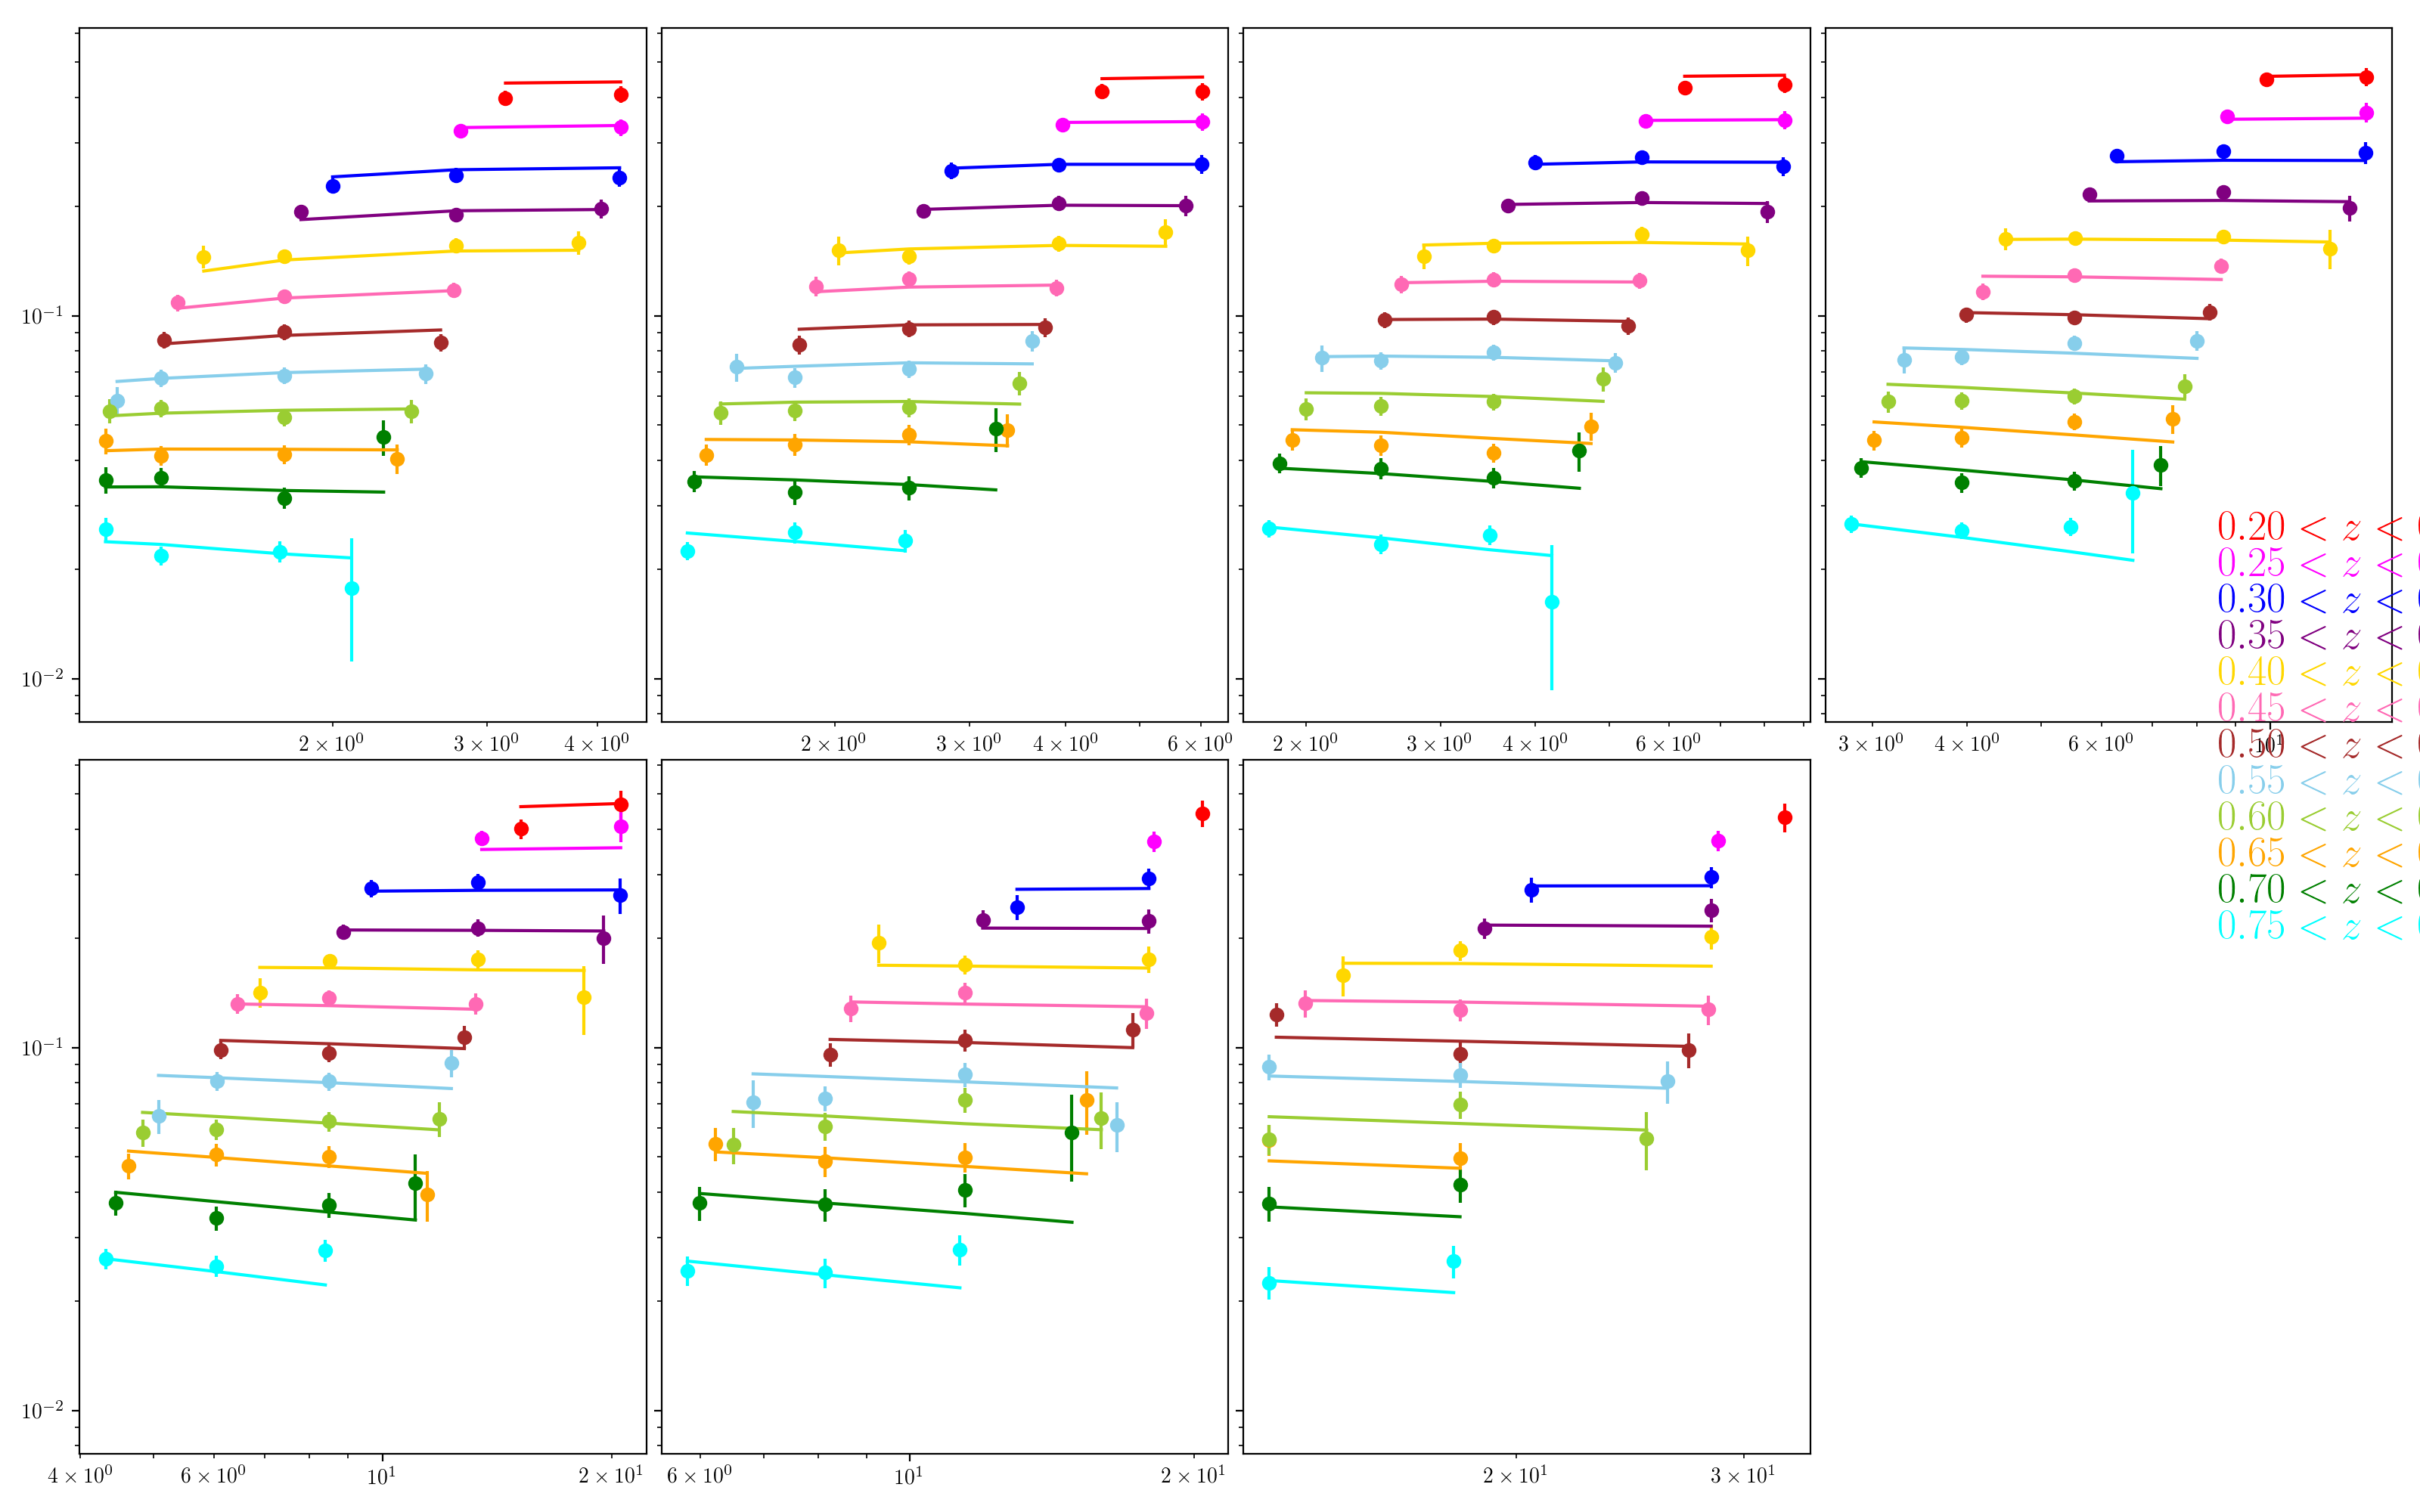 10⁻¹
10⁻²
2 × 10⁰ 3 × 10⁰ 4 × 10⁰ 2 × 10⁰ 3 × 10⁰ 4 × 10⁰ 6 × 10⁰ 2 × 10⁰ 3 × 10⁰ 4 × 10⁰ 6 × 10⁰ 3 × 10⁰ 4 × 10⁰ 6 × 10⁰ 10¹
0.20 < z <
0.25 < z <
0.30 < z <
0.35 < z <
0.40 < z <
0.45 < z <
0.50 < z <
0.55 < z <
0.60 < z <
0.65 < z <
0.70 < z <
0.75 < z <
10⁻¹
10⁻²
4 × 10⁰ 6 × 10⁰ 10¹ 2 × 10¹ 6 × 10⁰ 10¹ 2 × 10¹ 2 × 10¹ 3 × 10¹